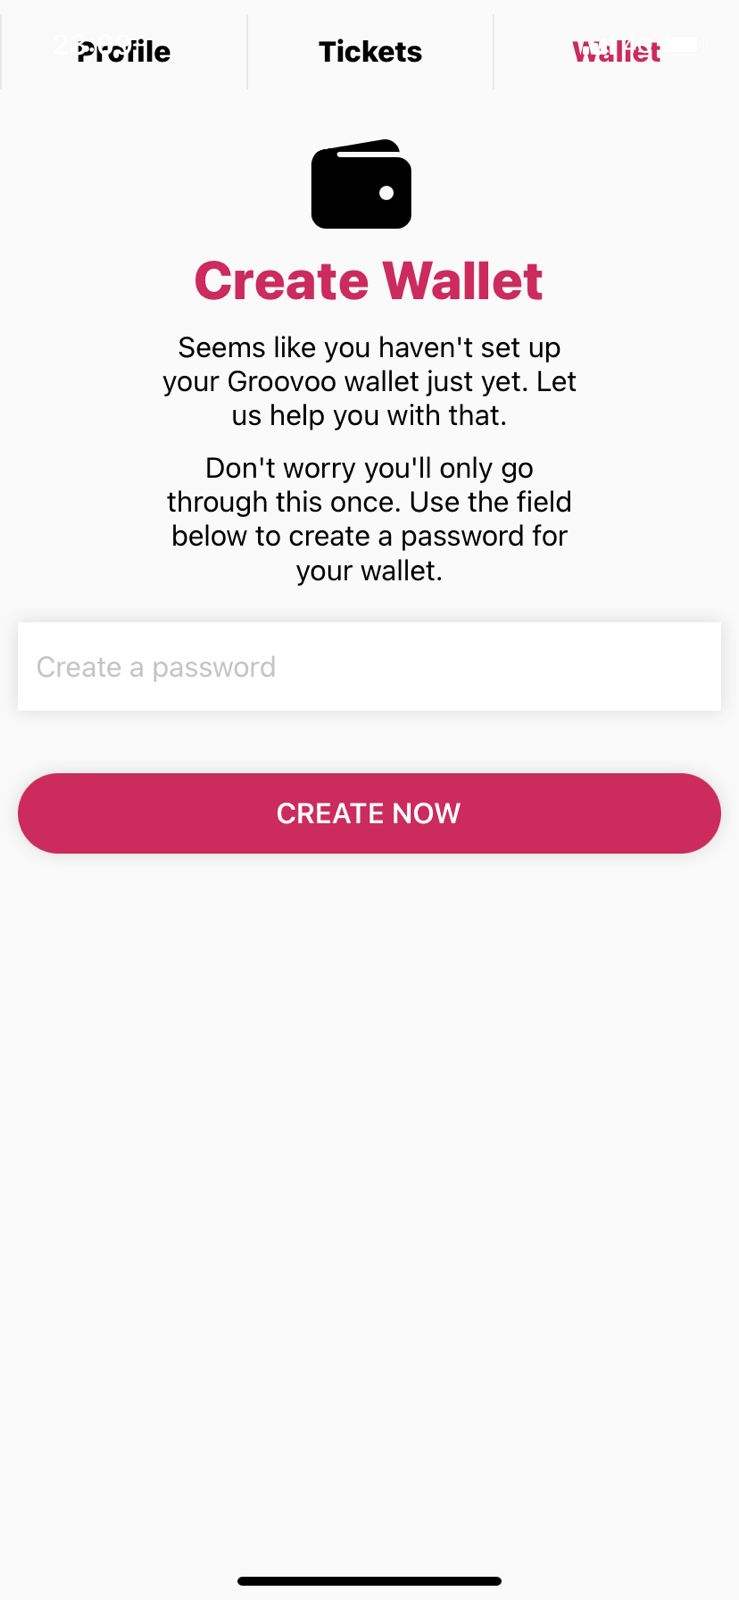 Profile
Tickets
Wallet
Create Wallet
Seems like you haven't set up
your Groovoo wallet just yet. Let
us help you with that.
Don't worry you'll only go
through this once. Use the field
below to create a password for
your wallet.
Create a password
CREATE NOW